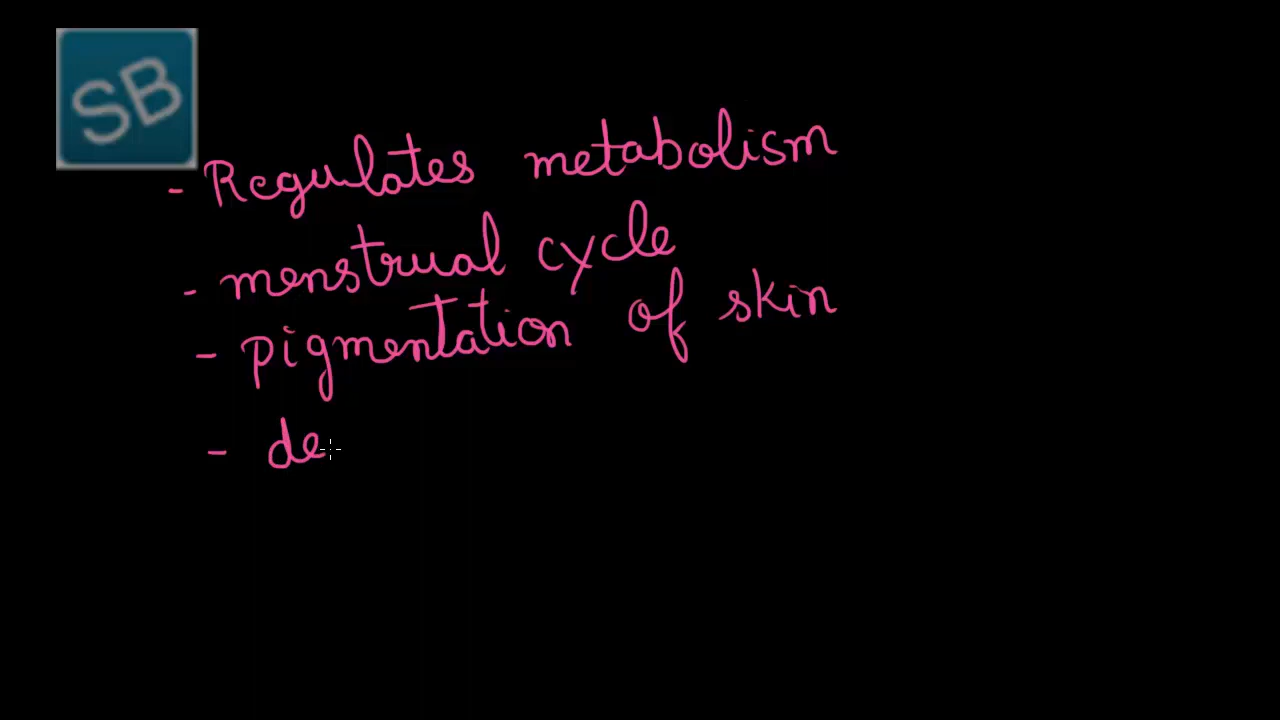 SB
- Regulates metabolism
- menstrual cycle
- pigmentation of skin
- de